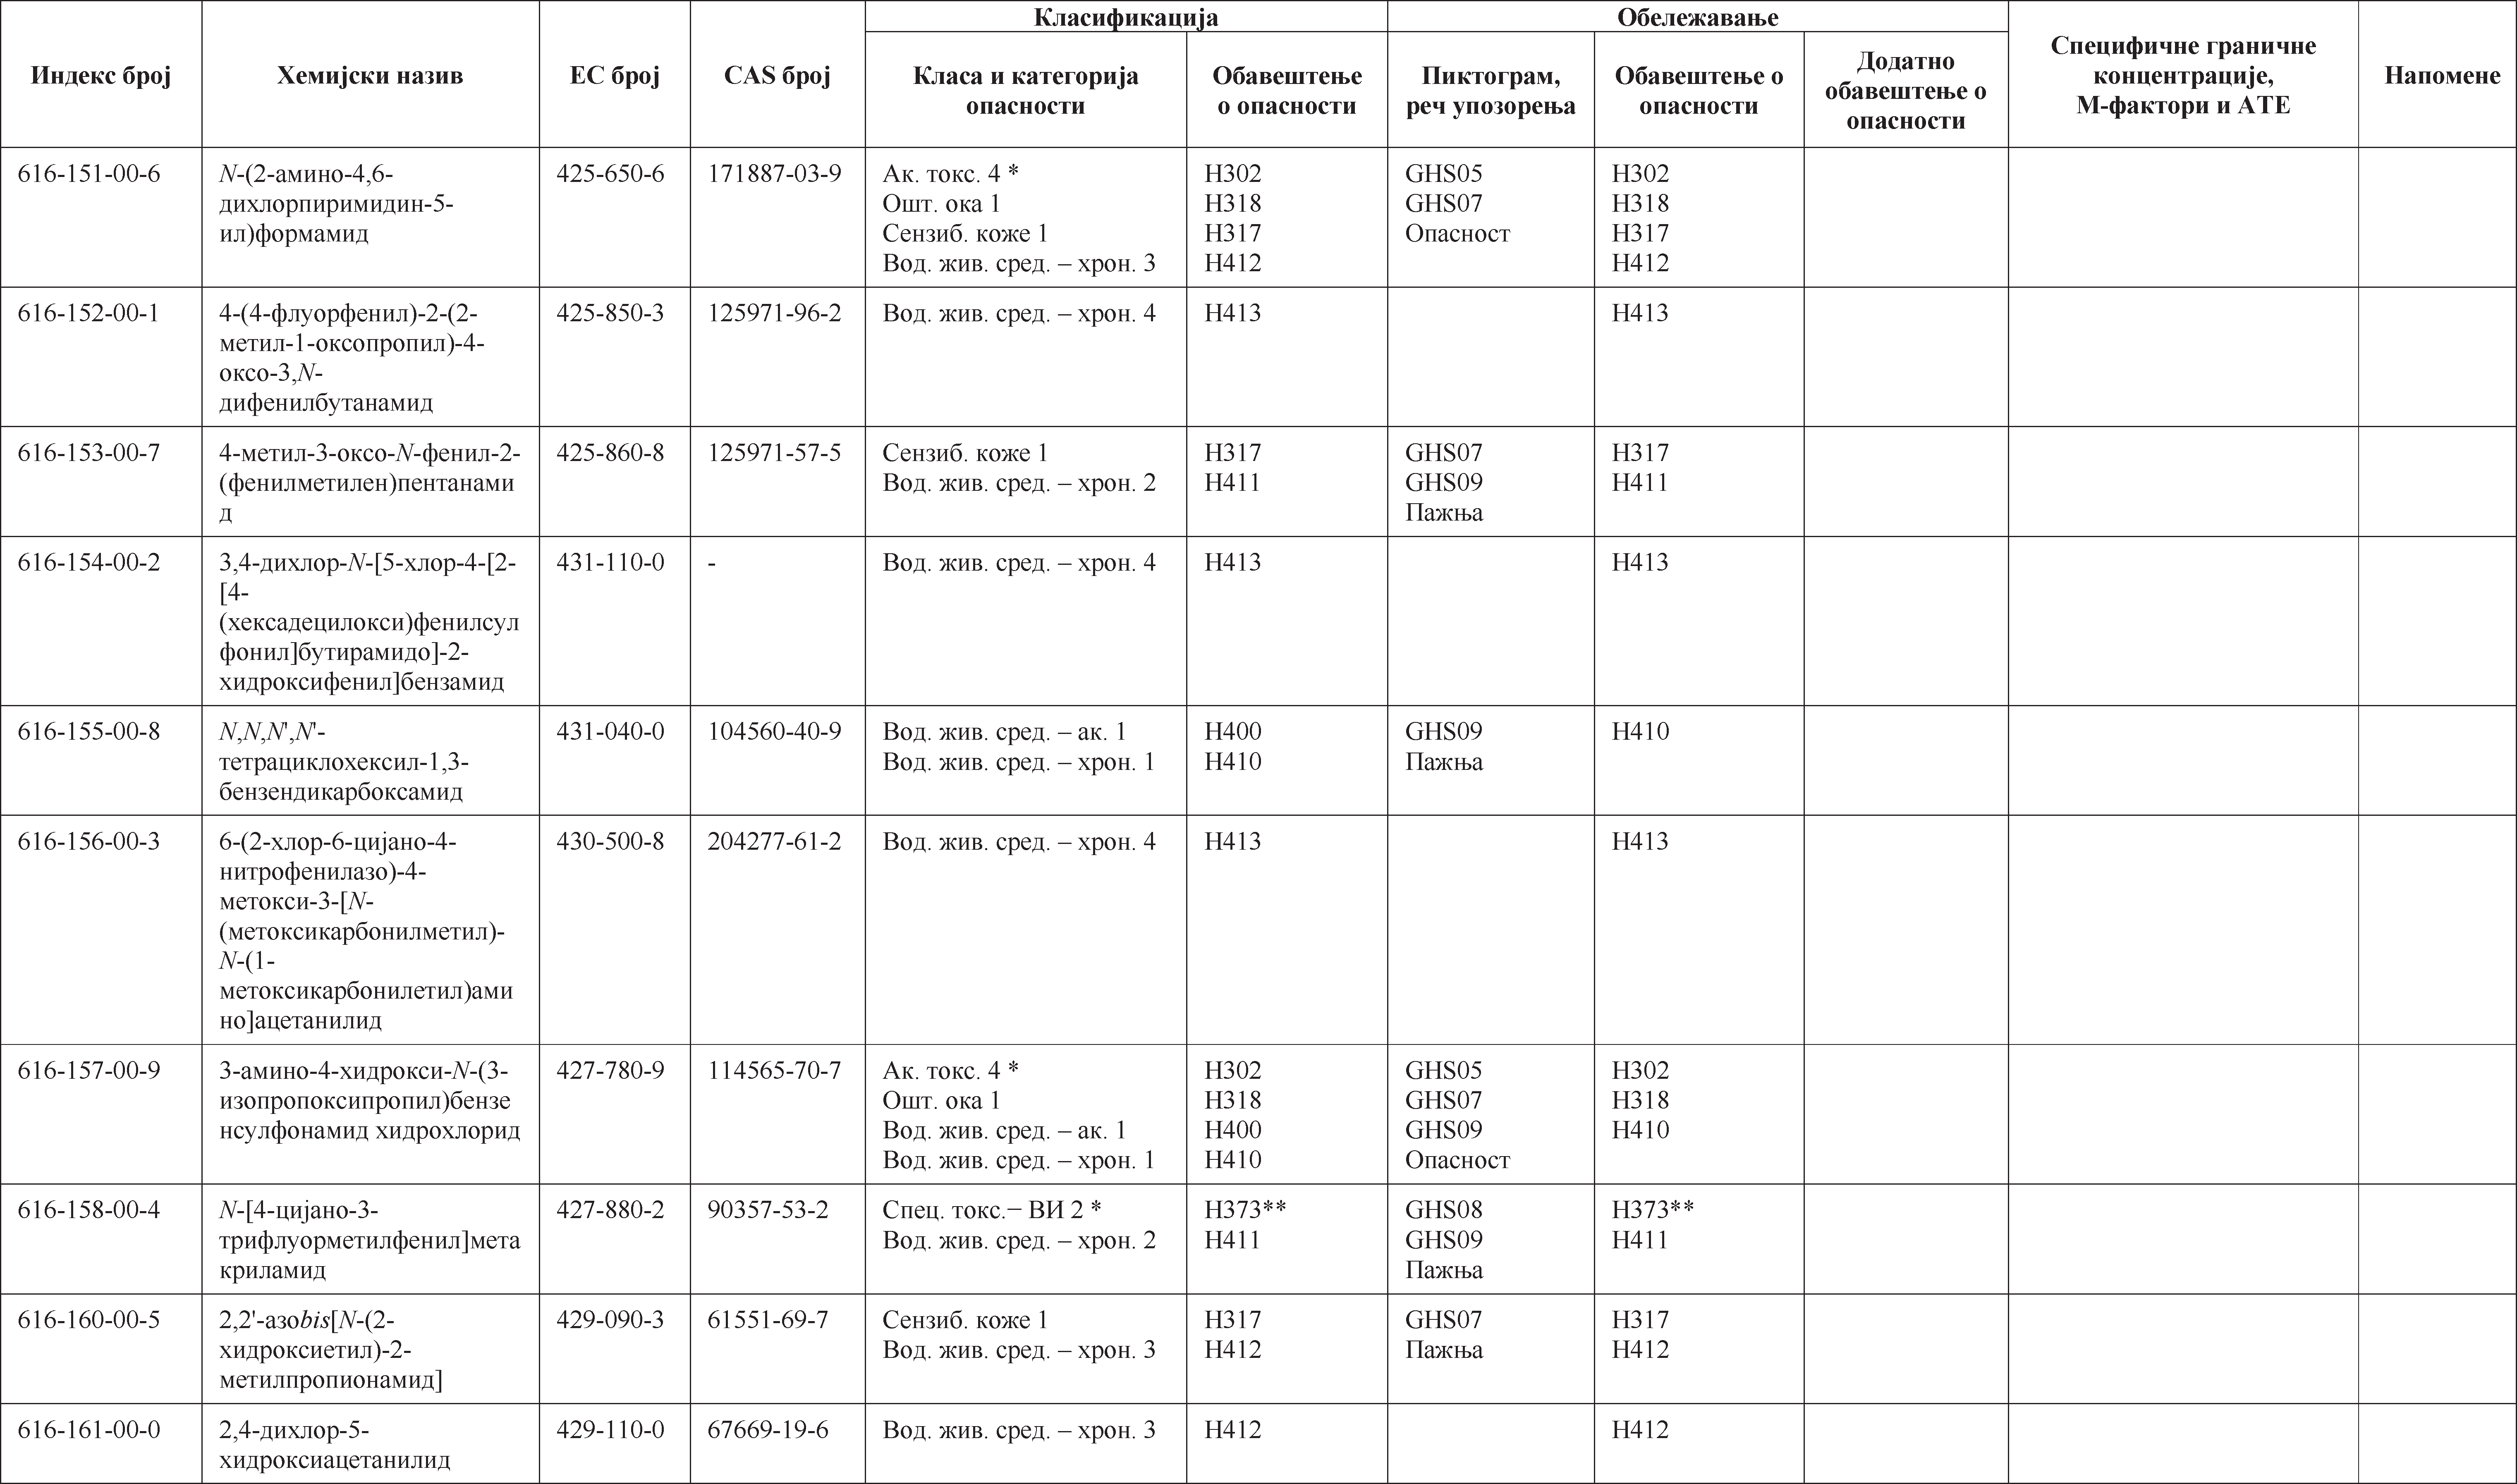 Класификација
Обележавање
Индекс број
Хемијски назив
ЕС број
CAS број
Класа и категорија
опасности
Обавештење
о опасности
Пиктограм,
реч упозорења
Обавештење о
опасности
Додатно
обавештење о
опасности
Специфичне граничне
концентрације,
М-фактори и АТЕ
Напомене
616-151-00-6
N-(2-амино-4,6-
дихлорпиримидин-5-
ил)формамид
425-650-6
171887-03-9
Ак. токс. 4 *
Ошт. ока 1
Сензиб. коже 1
Вод. жив. сред. – хрон. 3
H302
H318
H317
H412
GHS05
GHS07
Опасност
H302
H318
H317
H412
616-152-00-1
4-(4-флуорфенил)-2-(2-
метил-1-оксопропил)-4-
оксо-3,N-
дифенилбутанамид
425-850-3
125971-96-2
Вод. жив. сред. – хрон. 4
H413
H413
616-153-00-7
4-метил-3-оксо-N-фенил-2-
(фенилметилен)пентанами
д
425-860-8
125971-57-5
Сензиб. коже 1
Вод. жив. сред. – хрон. 2
H317
H411
GHS07
GHS09
Пажња
H317
H411
616-154-00-2
3,4-дихлор-N-[5-хлор-4-[2-
[4-
(хексадецилокси)фенилсул
фонил]бутирамидо]-2-
хидроксифенил]бензамид
431-110-0
-
Вод. жив. сред. – хрон. 4
H413
H413
616-155-00-8
N,N,N',N'-
тетрациклохексил-1,3-
бензендикарбоксамид
431-040-0
104560-40-9
Вод. жив. сред. – ак. 1
Вод. жив. сред. – хрон. 1
H400
H410
GHS09
Пажња
H410
616-156-00-3
6-(2-хлор-6-цијано-4-
нитрофенилазо)-4-
метокси-3-[N-
(метоксикарбонилметил)-
N-(1-
метоксикарбонилетил)ами
но]ацетанилид
430-500-8
204277-61-2
Вод. жив. сред. – хрон. 4
H413
H413
616-157-00-9
3-амино-4-хидрокси-N-(3-
изопропоксипропил)бензе
нсулфонамид хидрохлорид
427-780-9
114565-70-7
Ак. токс. 4 *
Ошт. ока 1
Вод. жив. сред. – ак. 1
Вод. жив. сред. – хрон. 1
H302
H318
H400
H410
GHS05
GHS07
GHS09
Опасност
H302
H318
H410
616-158-00-4
N-[4-цијано-3-
трифлуорметилфенил]мета
криламид
427-880-2
90357-53-2
Спец. токс.− ВИ 2 *
Вод. жив. сред. – хрон. 2
H373**
H411
GHS08
GHS09
Пажња
H373**
H411
616-160-00-5
2,2'-азоbis[N-(2-
хидроксиетил)-2-
метилпропионамид]
429-090-3
61551-69-7
Сензиб. коже 1
Вод. жив. сред. – хрон. 3
H317
H412
GHS07
Пажња
H317
H412
616-161-00-0
2,4-дихлор-5-
хидроксиацетанилид
429-110-0
67669-19-6
Вод. жив. сред. – хрон. 3
H412
H412